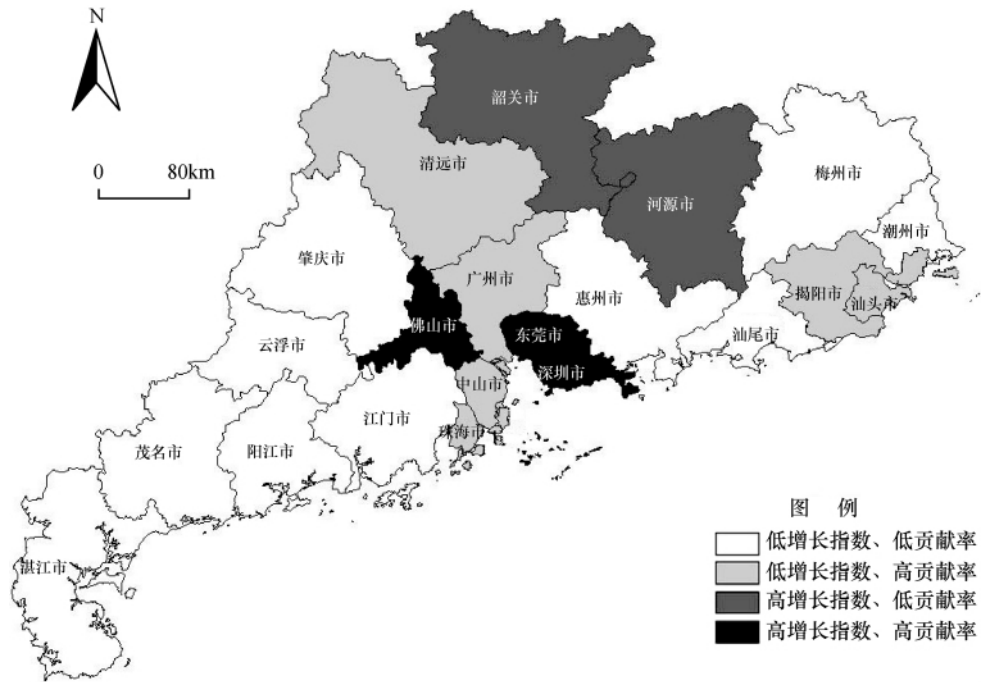 N
0 80km
韶关市
清远市
梅州市
河源市
潮州市
肇庆市
广州市
惠州市
揭阳市
汕头市
佛山市
东莞市
汕尾市
云浮市
深圳市
中山市
江门市
珠海市
茂名市
阳江市
湛江市
图 例
低增长指数、低贡献率
低增长指数、高贡献率
高增长指数、低贡献率
高增长指数、高贡献率